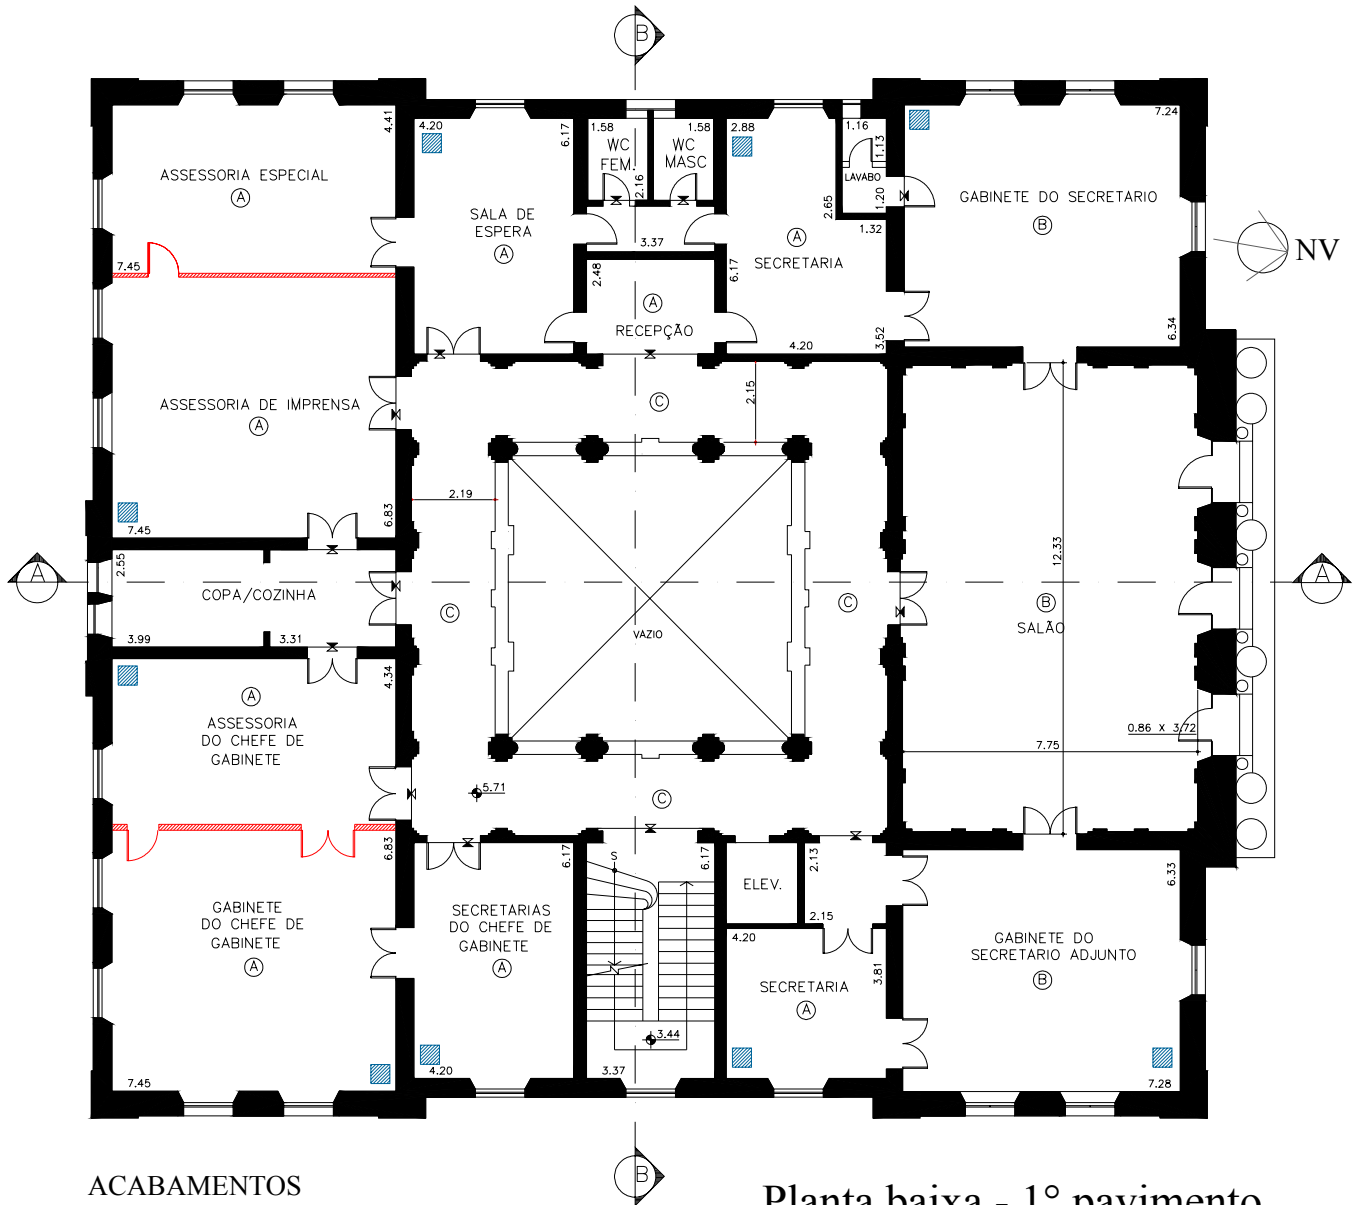 B
4.41
4.20
6.17
1.58
1.58
2.88
1.16
7.24
WC
FEM.
WC
MASC
1.13
LAVABO
ASSESSORIA ESPECIAL
A
2.16
2.65
1.20
GABINETE DO SECRETARIO
B
SALA DE
ESPERA
A
3.37
A
SECRETARIA
1.32
NV
7.45
2.48
6.17
A
RECEPÇÃO
4.20
3.52
6.34
ASSESSORIA DE IMPRENSA
A
C
2.15
2.19
7.45
6.83
A
2.55
COPA/COZINHA
3.99
3.31
C
VAZIO
C
12.33
B
SALÃO
A
4.34
A
ASSESSORIA
DO CHEFE DE
GABINETE
0.86 X 3.72
7.75
5.71
C
6.83
6.17
S
6.17
ELEV.
2.13
2.15
6.33
GABINETE
DO CHEFE DE
GABINETE
A
SECRETARIAS
DO CHEFE DE
GABINETE
A
4.20
3.81
GABINETE DO
SECRETARIO ADJUNTO
B
SECRETARIA
A
3.44
7.45
4.20
3.37
7.28
B
ACABAMENTOS
Planta baixa - 1° pavimento